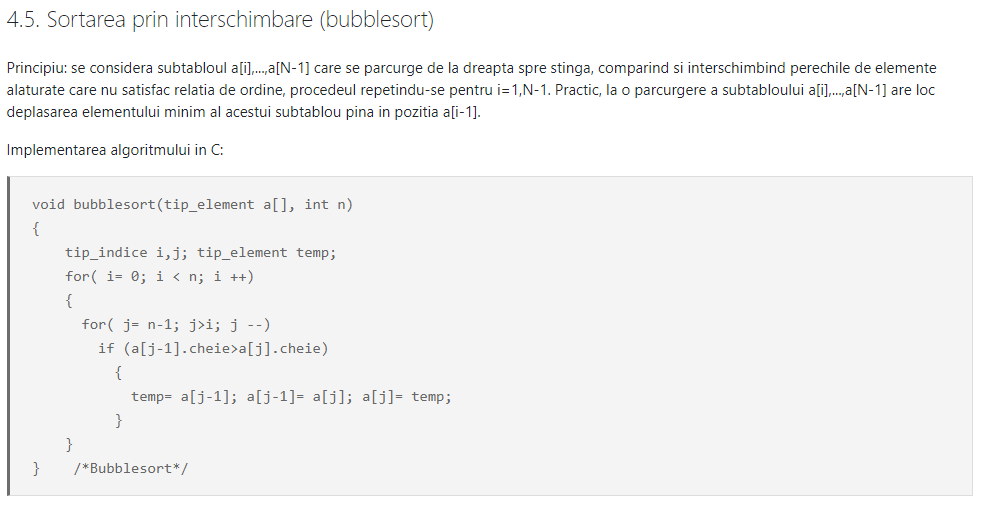 4.5. Sortarea prin interschimbare (bubblesort)
Principiu: se considera subtabloul a[i],...,a[N-1] care se parcurge de la dreapta spre stinga, comparind si interschimbind perechile de elemente
alaturate care nu satisfac relatia de ordine, procedeul repetindu-se pentru i=1,N-1. Practic, la o parcurgere a subtabloului a[i],...,a[N-1] are loc
deplasarea elementului minim al acestui subtablou pina in pozitia a[i-1].
Implementarea algoritmului in C:
void bubblesort(tip_element a[], int n)
{
    tip_indice i,j; tip_element temp;
    for( i= 0; i < n; i ++)
    {
      for( j= n-1; j>i; j --)
        if (a[j-1].cheie>a[j].cheie)
          {
            temp= a[j-1]; a[j-1]= a[j]; a[j]= temp;
          }
    }
}    /*Bubblesort*/